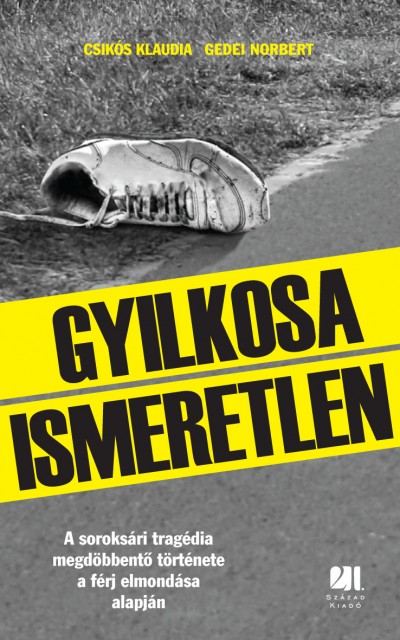 CSIKÓS KLAUDIA GEDEI NORBERT
GYILKOSA
ISMERETLEN
A soroksári tragédia
megdöbbentő története
a férj elmondása
alapján
21.
SZÁZAD
KIADÓ